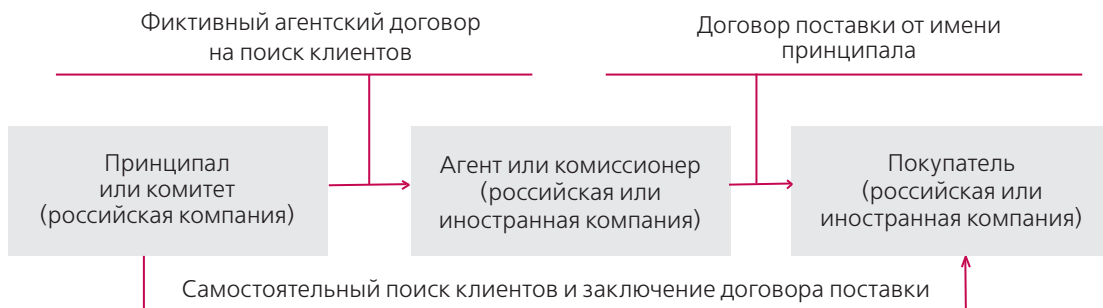 Фиктивный агентский договор
на поиск клиентов
Договор поставки от имени
принципала
Принципал
или комитет
(российская компания)
Агент или комиссионер
(российская или
иностранная компания)
Покупатель
(российская или
иностранная компания)
Самостоятельный поиск клиентов и заключение договора поставки